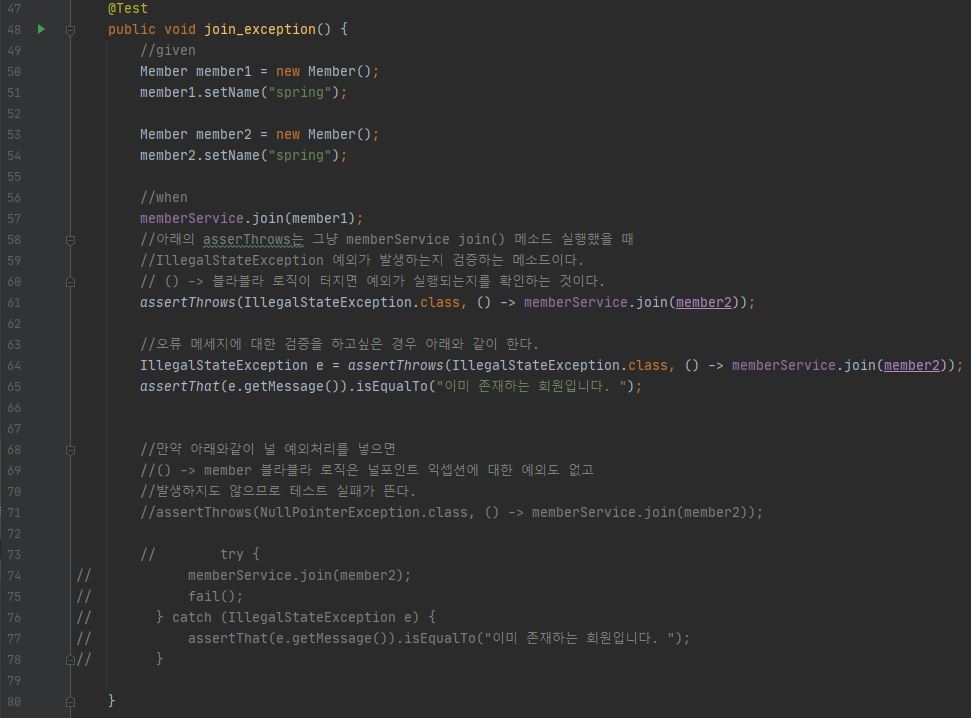 47 @Test
48 public void join_exception() {
49 //given
50 Member member1 = new Member();
51 member1.setName("spring");
52
53 Member member2 = new Member();
54 member2.setName("spring");
55
56 //when
57 memberService.join(member1);
58 //아래의 asserThrows는 그냥 memberService join() 메소드 실행했을 때
59 //IllegalStateException 예외가 발생하는지 검증하는 메소드이다.
60 // () -> 블라블라 로직이 터지면 예외가 실행되는지를 확인하는 것이다.
61 assertThrows(IllegalStateException.class, () -> memberService.join(member2));
62
63 //오류 메세지에 대한 검증을 하고싶은 경우 아래와 같이 한다.
64 IllegalStateException e = assertThrows(IllegalStateException.class, () -> memberService.join(member2));
65 assertThat(e.getMessage()).isEqualTo("이미 존재하는 회원입니다. ");
66
67
68 //만약 아래와같이 널 예외처리를 넣으면
69 //() -> member 블라블라 로직은 널포인트 익셉션에 대한 예외도 없고
70 //발생하지도 않으므로 테스트 실패가 뜬다.
71 //assertThrows(NullPointerException.class, () -> memberService.join(member2));
72
73 // try {
74 // memberService.join(member2);
75 // fail();
76 // } catch (IllegalStateException e) {
77 // assertThat(e.getMessage()).isEqualTo("이미 존재하는 회원입니다. ");
78 // }
79
80 }